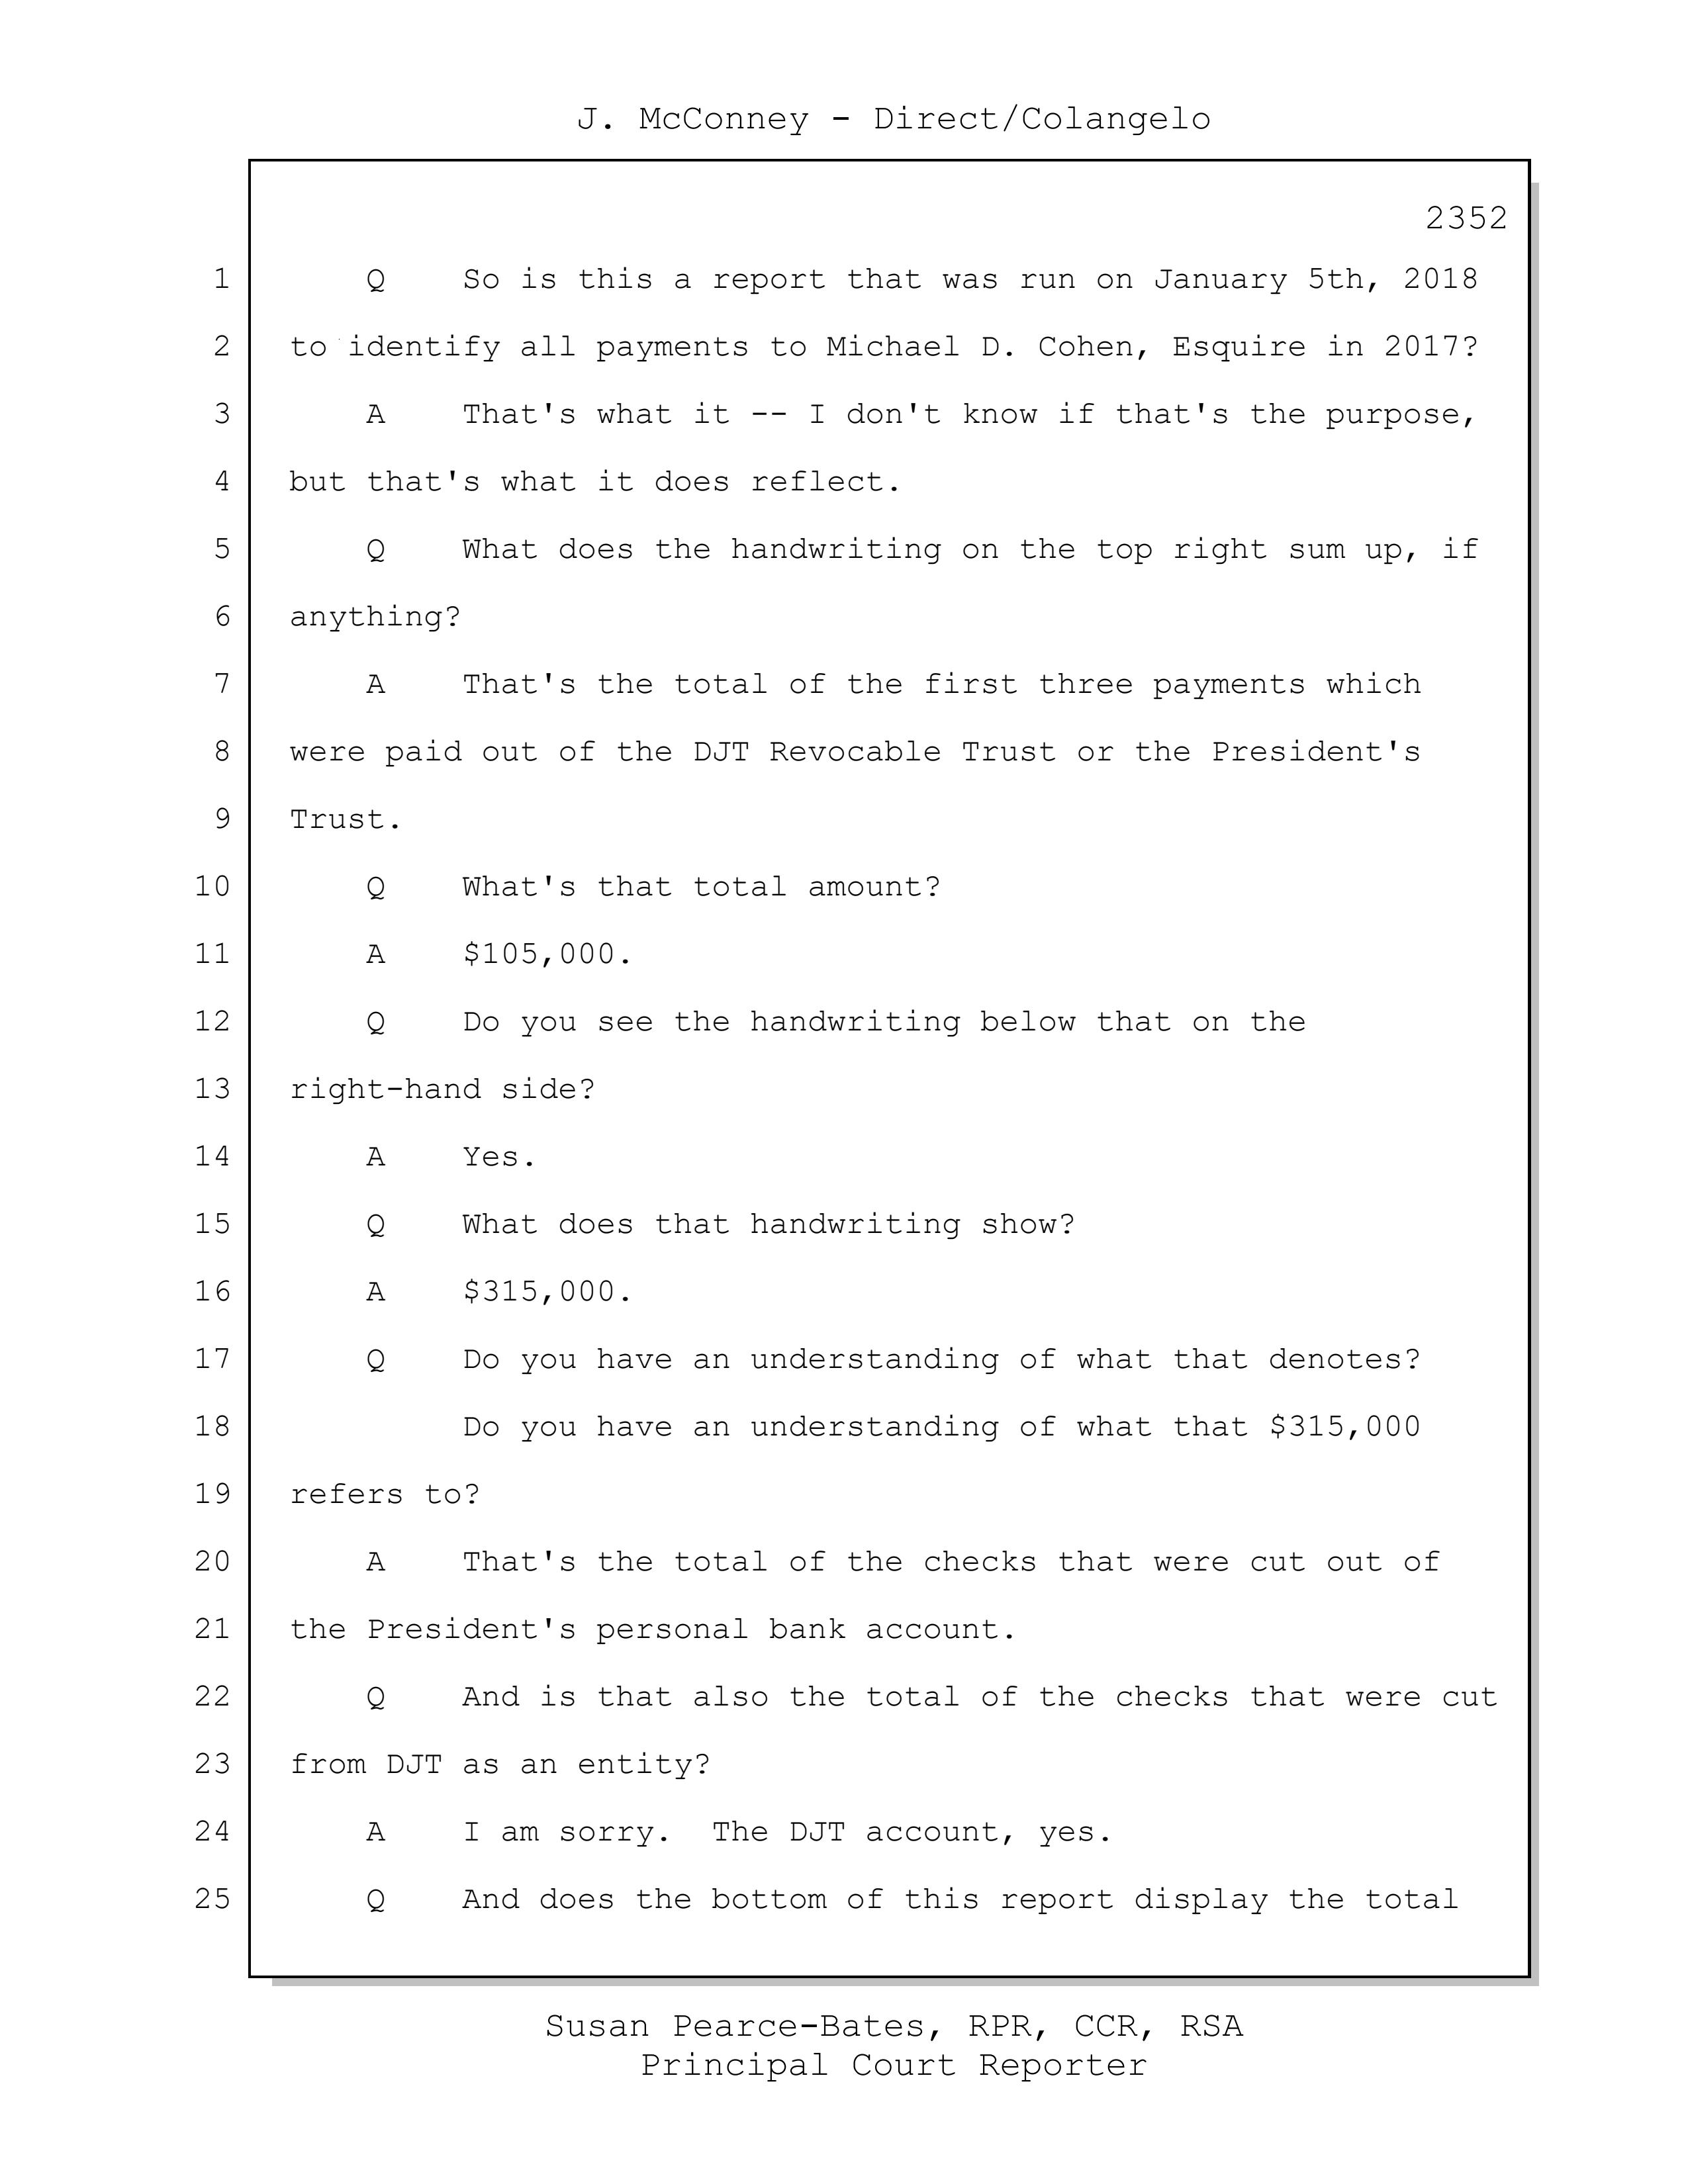 J. McConney - Direct/Colangelo
2352
1 Q So is this a report that was run on January 5th, 2018
2 to identify all payments to Michael D. Cohen, Esquire in 2017?
3 A That's what it -- I don't know if that's the purpose,
4 but that's what it does reflect.
5 Q What does the handwriting on the top right sum up, if
6 anything?
7 A That's the total of the first three payments which
8 were paid out of the DJT Revocable Trust or the President's
9 Trust.
10 Q What's that total amount?
11 A $105,000.
12 Q Do you see the handwriting below that on the
13 right-hand side?
14 A Yes.
15 Q What does that handwriting show?
16 A $315,000.
17 Q Do you have an understanding of what that denotes?
18 Do you have an understanding of what that $315,000
19 refers to?
20 A That's the total of the checks that were cut out of
21 the President's personal bank account.
22 Q And is that also the total of the checks that were cut
23 from DJT as an entity?
24 A I am sorry. The DJT account, yes.
25 Q And does the bottom of this report display the total
Susan Pearce-Bates, RPR, CCR, RSA
Principal Court Reporter